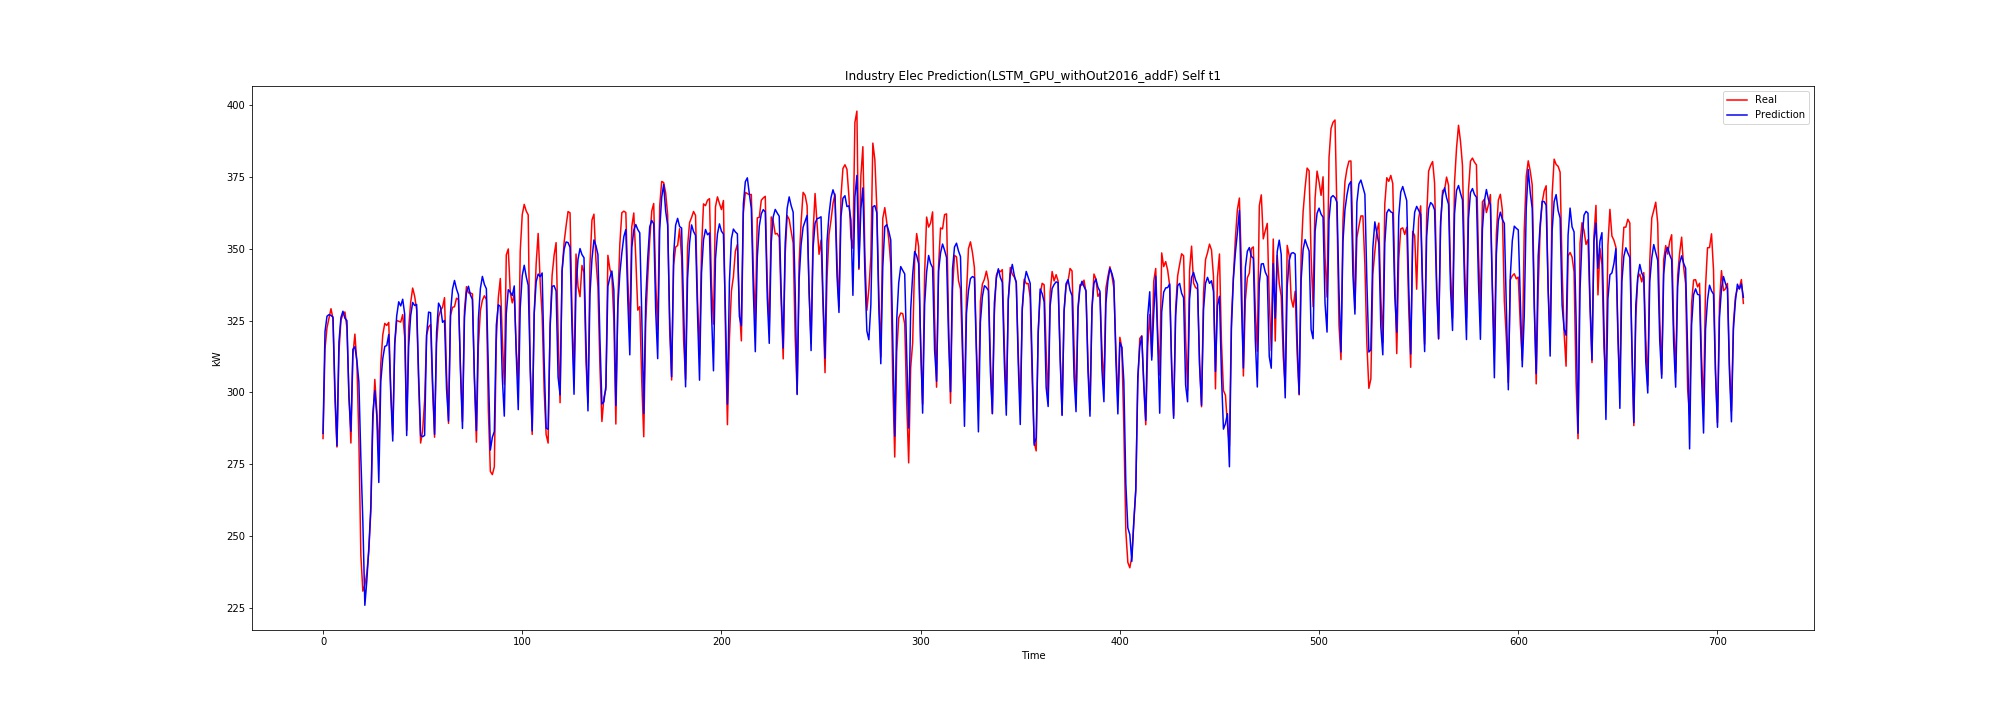 Industry Elec Prediction(LSTM_GPU_withOut2016_addF) Self t1
Real
Prediction
400
375
350
325
300
275
250
225
kW
0 100 200 300 400 500 600 700
Time